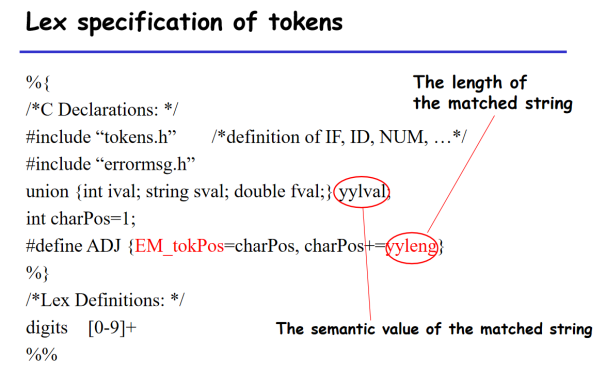 Lex specification of tokens
%{
The length of
the matched string
/*C Declarations: */
#include “tokens.h” /*definition of IF, ID, NUM, …*/
#include “errormsg.h”
union {int ival; string sval; double fval;} yylval;
int charPos=1;
#define ADJ {EM_tokPos=charPos, charPos+=yyleng}
%}
/*Lex Definitions: */
digits [0-9]+
The semantic value of the matched string
%%